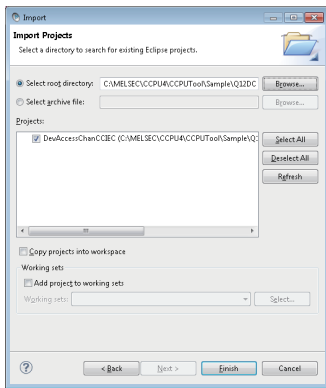 Import
Import Projects
Select a directory to search for existing Eclipse projects.
Select root directory: C:\MELSEC\CCPU4\CCPUTool\Sample\Q12DC Browse...
Select archive file: Browse...
Projects:
DevAccessChanCCIEC (C:\MELSEC\CCPU4\CCPUTool\Sample\Q: Select All
Deselect All
Refresh
Copy projects into workspace
Working sets
Add project to working sets
Working sets: Select...
? < Back Next > Finish Cancel